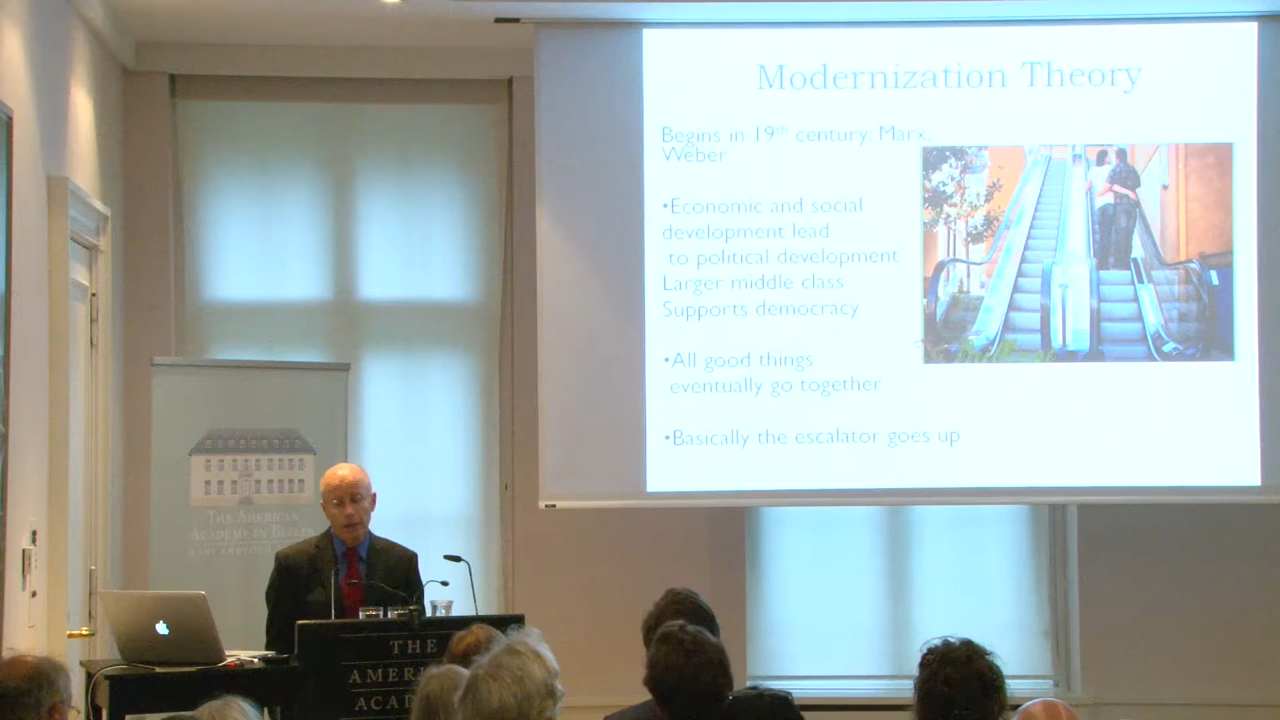 Modernization Theory
Begins in 19th century: Marx,
Weber
•Economic and social
development lead
to political development
Larger middle class
Supports democracy
•All good things
eventually go together
•Basically the escalator goes up
THE AMERICAN
ACADEMY IN BERLIN
THE
AMER
ACAD